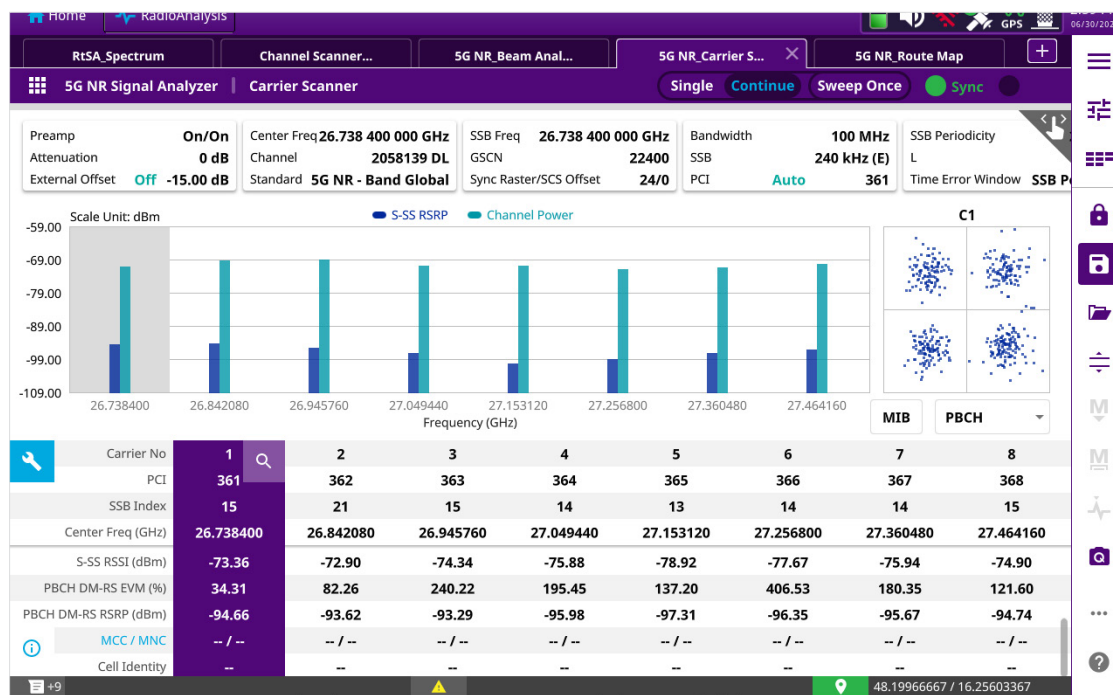 Home RadioAnalysis GPS
06/30/202
RtSA_Spectrum Channel Scanner... 5G NR_Beam Anal... 5G NR_Carrier S... 5G NR_Route Map
5G NR Signal Analyzer Carrier Scanner Single Continue Sweep Once Sync
Preamp On/On Center Freq 26.738 400 000 GHz SSB Freq 26.738 400 000 GHz Bandwidth 100 MHz SSB Periodicity
Attenuation 0 dB Channel 2058139 DL GSCN 22400 SSB 240 kHz (E) L
External Offset Off -15.00 dB Standard 5G NR - Band Global Sync Raster/SCS Offset 24/0 PCI Auto 361 Time Error Window SSB P
Scale Unit: dBm S-SS RSRP Channel Power C1
-59.00
-69.00
-79.00
-89.00
-99.00
-109.00
26.738400 26.842080 26.945760 27.049440 27.153120 27.256800 27.360480 27.464160
Frequency (GHz)
MIB PBCH
Carrier No 1 2 3 4 5 6 7 8
PCI 361 362 363 364 365 366 367 368
SSB Index 15 21 15 14 13 14 14 15
Center Freq (GHz) 26.738400 26.842080 26.945760 27.049440 27.153120 27.256800 27.360480 27.464160
S-SS RSSI (dBm) -73.36 -72.90 -74.34 -75.88 -78.92 -77.67 -75.94 -74.90
PBCH DM-RS EVM (%) 34.31 82.26 240.22 195.45 137.20 406.53 180.35 121.60
PBCH DM-RS RSRP (dBm) -94.66 -93.62 -93.29 -95.98 -97.31 -96.35 -95.67 -94.74
MCC / MNC -- / -- -- / -- -- / -- -- / -- -- / -- -- / -- -- / -- -- / --
Cell Identity -- -- -- -- -- -- -- --
+9 48.19966667 / 16.25603367